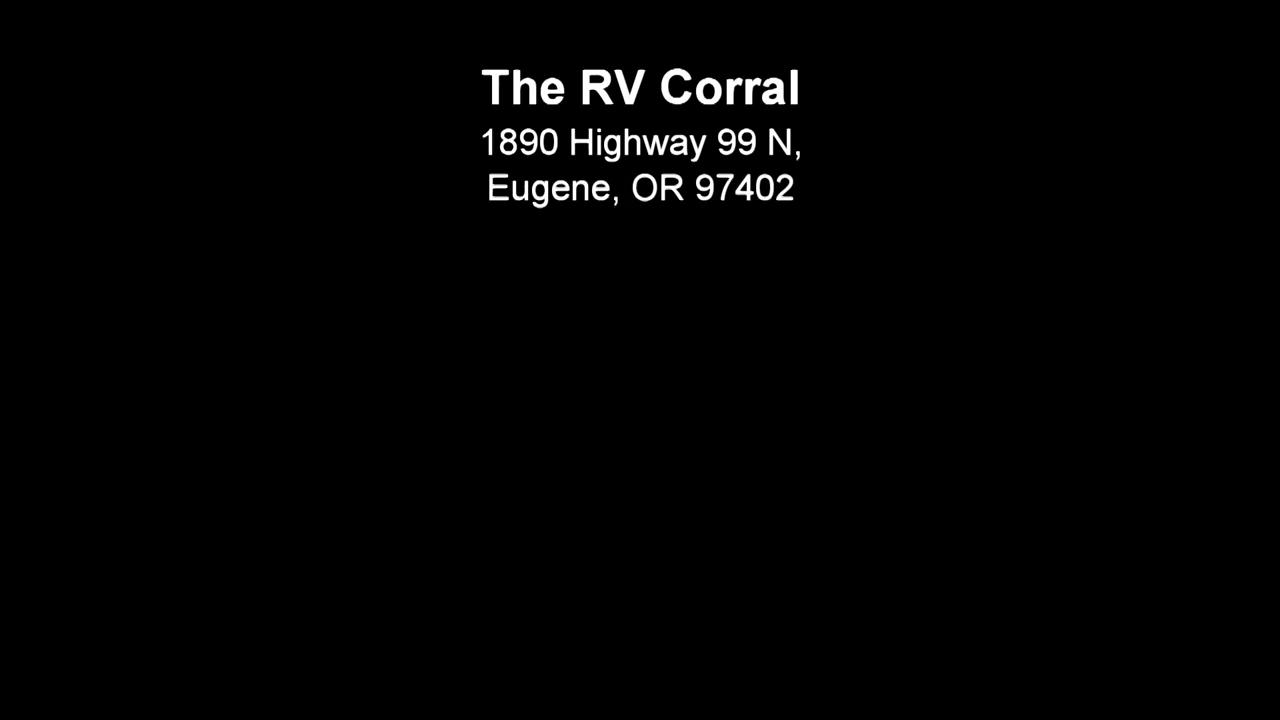 The RV Corral
1890 Highway 99 N,
Eugene, OR 97402